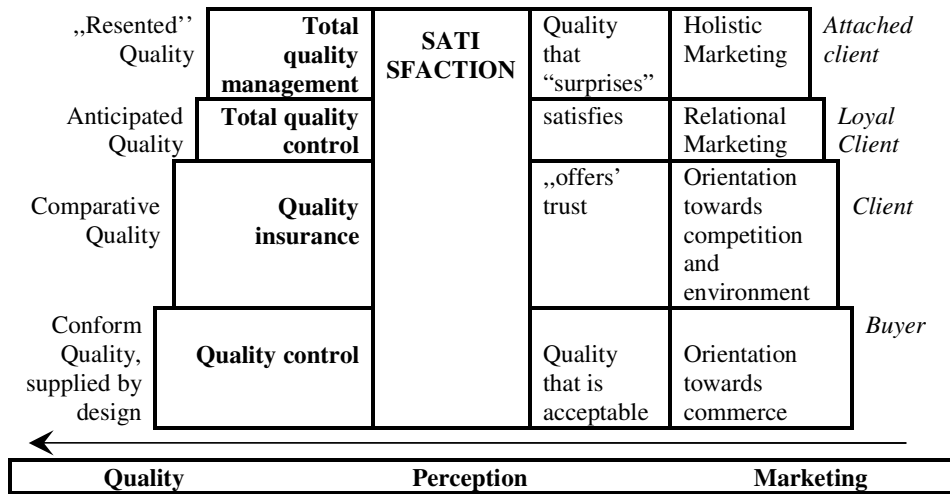 „Resented’’
Quality
Total
quality
management
SATI
SFACTION
Quality
that
“surprises”
Holistic
Marketing
Attached
client
Anticipated
Quality
Total quality
control
satisfies
Relational
Marketing
Loyal
Client
Comparative
Quality
Quality
insurance
„offers’
trust
Orientation
towards
competition
and
environment
Client
Conform
Quality,
supplied by
design
Quality control
Quality
that is
acceptable
Orientation
towards
commerce
Buyer
Quality Perception Marketing